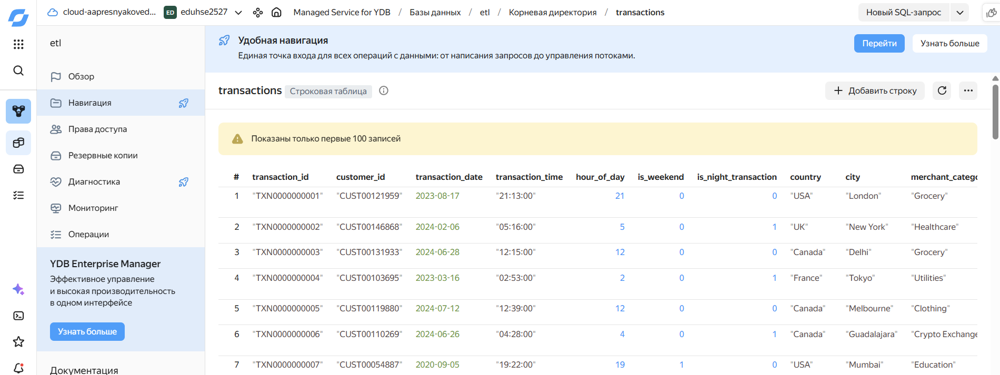 cloud-aapresnyakoved... ED eduhse2527 Managed Service for YDB / Базы данных / etl / Корневая директория / transactions Новый SQL-запрос
etl
Обзор
Навигация
Права доступа
Резервные копии
Диагностика
Мониторинг
Операции
YDB Enterprise Manager
Эффективное управление
и высокая производительность
в одном интерфейсе
Узнать больше
Документация
Удобная навигация
Единая точка входа для всех операций с данными: от написания запросов до управления потоками.
Перейти Узнать больше
transactions Строковая таблица
Добавить строку
Показаны только первые 100 записей
# transaction_id customer_id transaction_date transaction_time hour_of_day is_weekend is_night_transaction country city merchant_catego
1 "TXN0000000001" "CUST00121959" 2023-08-17 "21:13:00" 21 0 0 "USA" "London" "Grocery"
2 "TXN0000000002" "CUST00146868" 2024-02-06 "05:16:00" 5 0 1 "UK" "New York" "Healthcare"
3 "TXN0000000003" "CUST00131933" 2024-06-28 "12:15:00" 12 0 0 "Canada" "Delhi" "Grocery"
4 "TXN0000000004" "CUST00103695" 2023-03-16 "02:53:00" 2 0 1 "France" "Tokyo" "Utilities"
5 "TXN0000000005" "CUST00119880" 2024-07-12 "12:39:00" 12 0 0 "Canada" "Melbourne" "Clothing"
6 "TXN0000000006" "CUST00110269" 2024-06-26 "04:28:00" 4 0 1 "Canada" "Guadalajara" "Crypto Exchange
7 "TXN0000000007" "CUST00054887" 2020-09-05 "19:22:00" 19 1 0 "USA" "Mumbai" "Education"